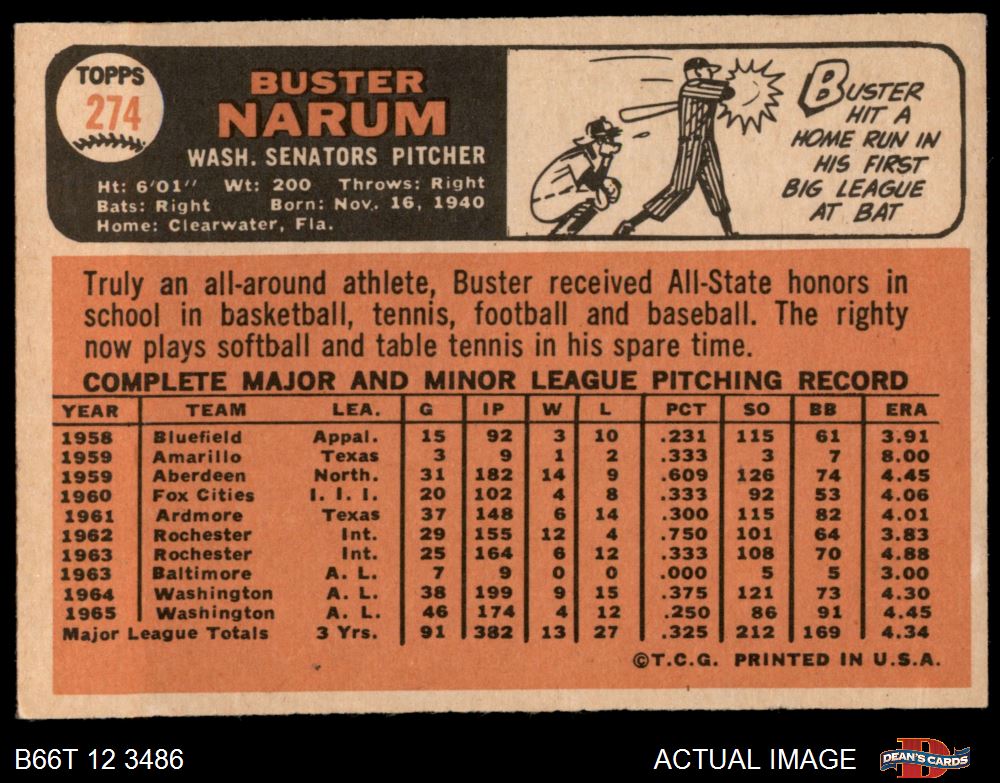 TOPPS
274
BUSTER
NARUM
WASH. SENATORS PITCHER
Ht: 6'01" Wt: 200 Throws: Right
Bats: Right Born: Nov. 16, 1940
Home: Clearwater, Fla.
BUSTER
HIT A
HOME RUN IN
HIS FIRST
BIG LEAGUE
AT BAT
Truly an all-around athlete, Buster received All-State honors in
school in basketball, tennis, football and baseball. The righty
now plays softball and table tennis in his spare time.
COMPLETE MAJOR AND MINOR LEAGUE PITCHING RECORD
YEAR TEAM LEA. G IP W L PCT SO BB ERA
1958 Bluefield Appal. 15 92 3 10 .231 115 61 3.91
1959 Amarillo Texas 3 9 1 2 .333 3 7 8.00
1959 Aberdeen North. 31 182 14 9 .609 126 74 4.45
1960 Fox Cities I. I. I. 20 102 4 8 .333 92 53 4.06
1961 Ardmore Texas 37 148 6 14 .300 115 82 4.01
1962 Rochester Int. 29 155 12 4 .750 101 64 3.83
1963 Rochester Int. 25 164 6 12 .333 108 70 4.88
1963 Baltimore A. L. 7 9 0 0 .000 5 5 3.00
1964 Washington A. L. 38 199 9 15 .375 121 73 4.30
1965 Washington A. L. 46 174 4 12 .250 86 91 4.45
Major League Totals 3 Yrs. 91 382 13 27 .325 212 169 4.34
©T.C.G. PRINTED IN U.S.A.
B66T 12 3486 ACTUAL IMAGE DEAN'S CARDS